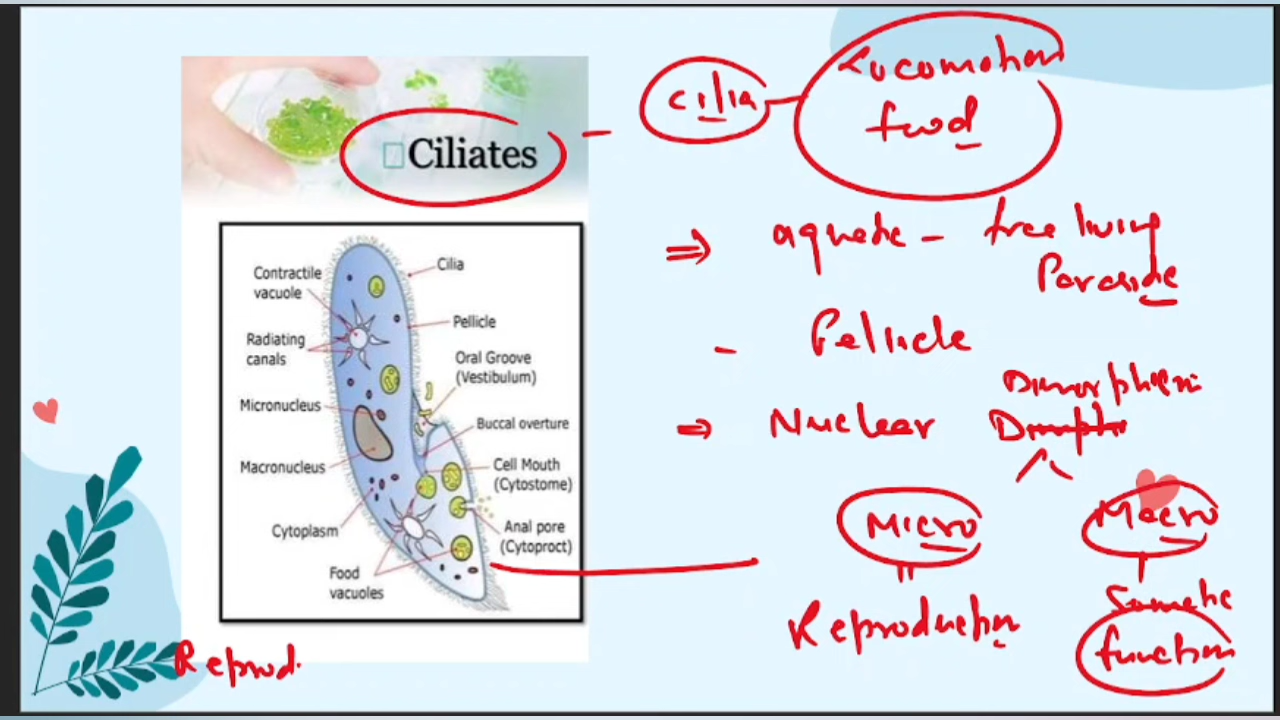 Ciliates
Cilia
Locomotion
food
aquatic - free living
Paraside
- Pellicle
⇒ Nuclear Dimorphism
Micro
Macro
Reproduction
Somatic
function
Reprod.
Contractile
vacuole
Radiating
canals
Micronucleus
Macronucleus
Cytoplasm
Food
vacuoles
Cilia
Pellicle
Oral Groove
(Vestibulum)
Buccal overture
Cell Mouth
(Cytostome)
Anal pore
(Cytoproct)